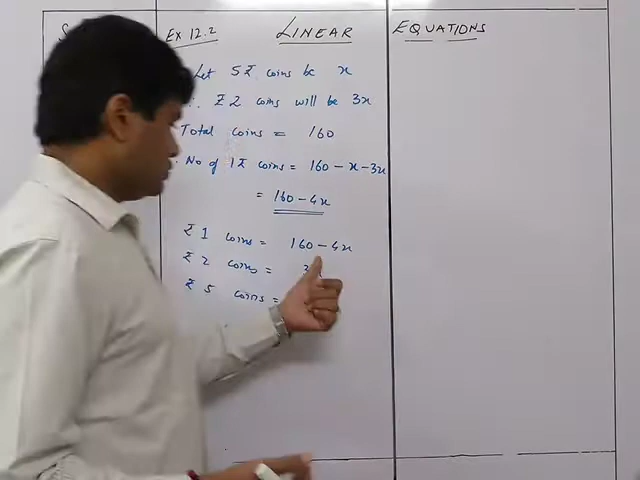 Ex 12.2 LINEAR EQUATIONS
Let 5₹ coins be x
∴ ₹2 coins will be 3x
Total coins = 160
No of 1₹ coins = 160 - x - 3x
= 160 - 4x
₹ 1 coins = 160 - 4x
₹ 2 coins =
₹ 5 coins =